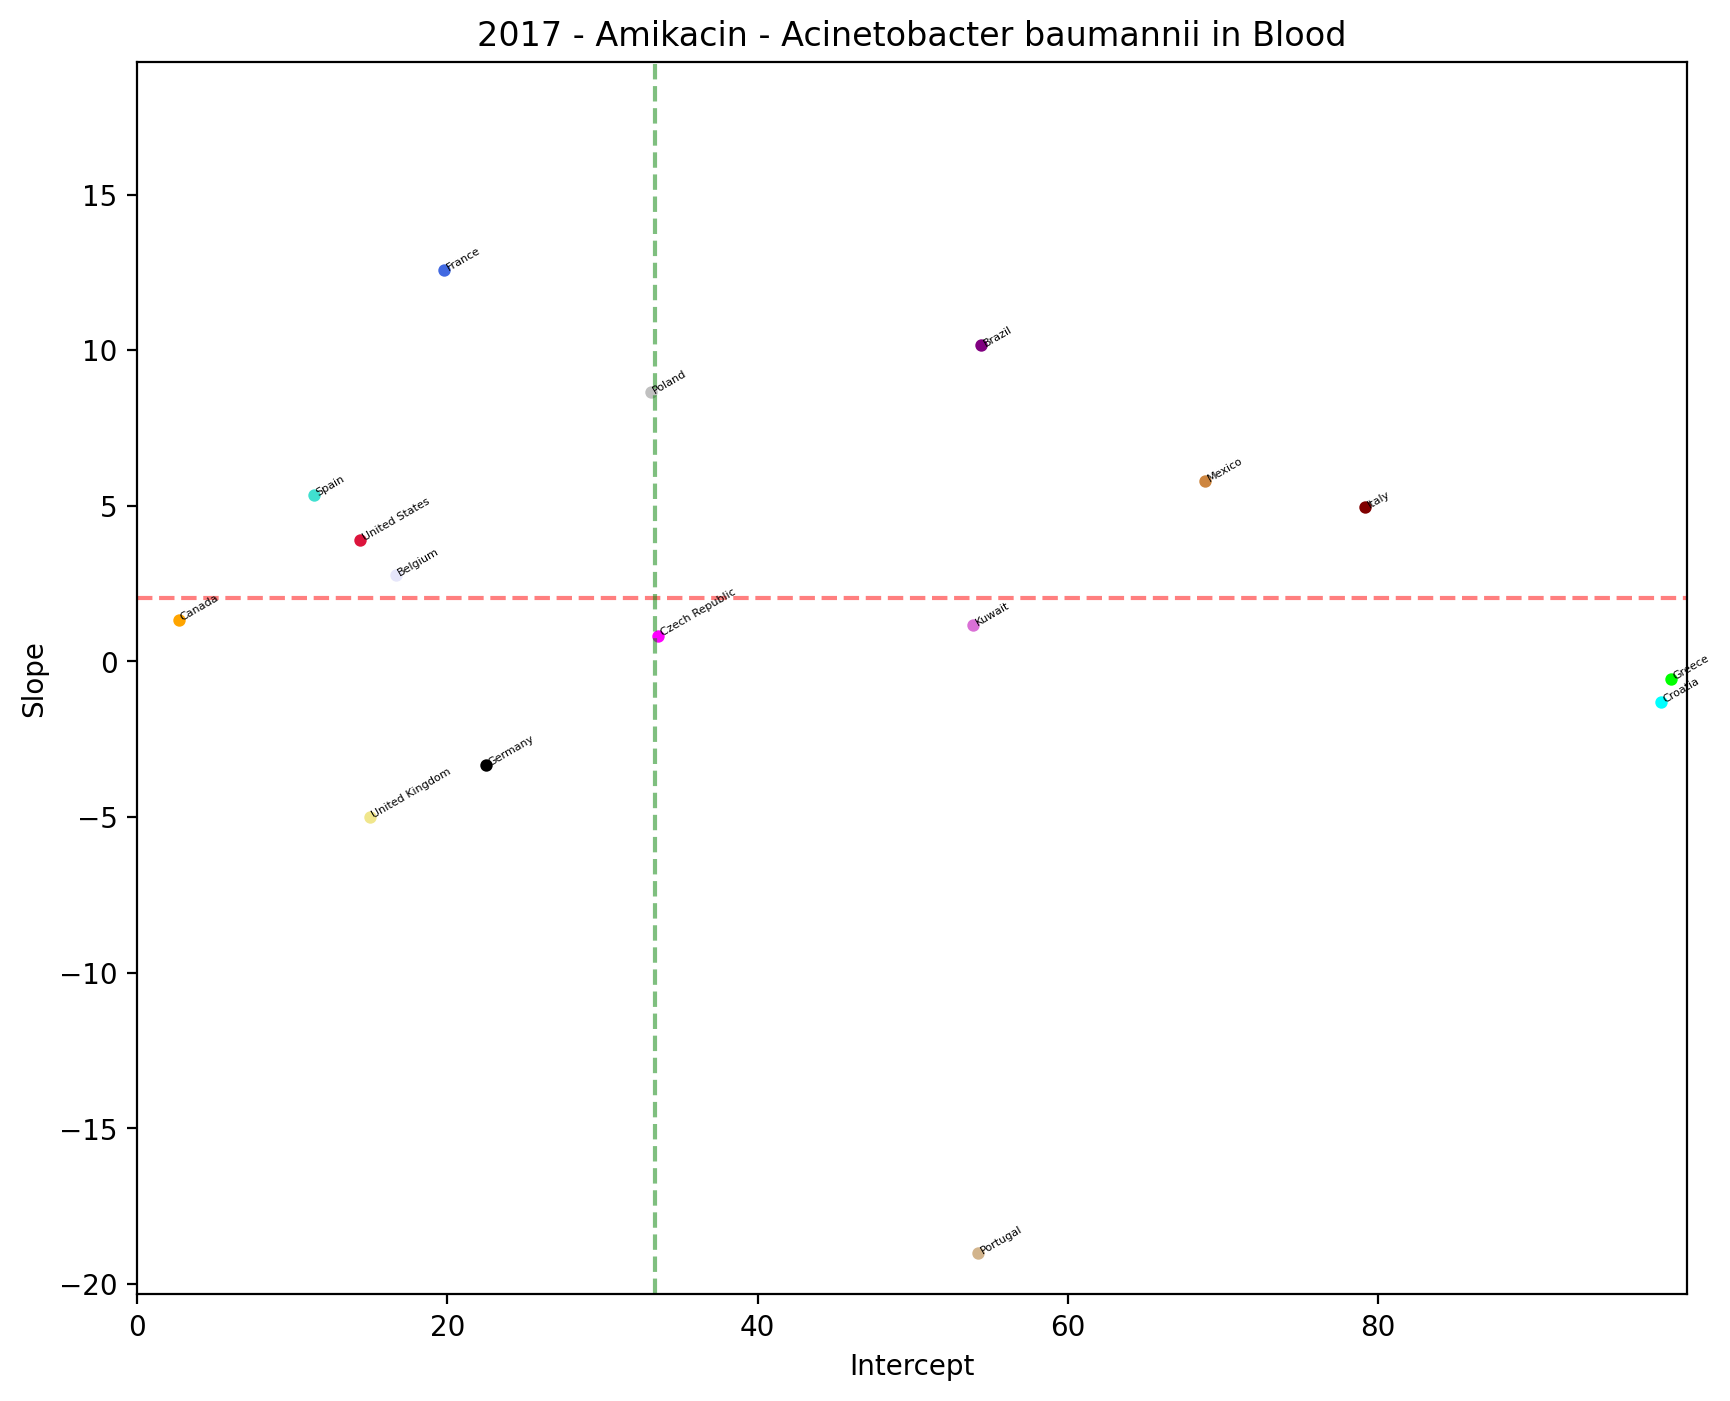 2017 - Amikacin - Acinetobacter baumannii in Blood
15
10
5
0
−5
−10
−15
−20
Slope
France
Brazil
Poland
Spain
Mexico
Italy
United States
Belgium
Canada
Czech Republic
Kuwait
Greece
Croatia
Germany
United Kingdom
Portugal
0
20
40
60
80
Intercept